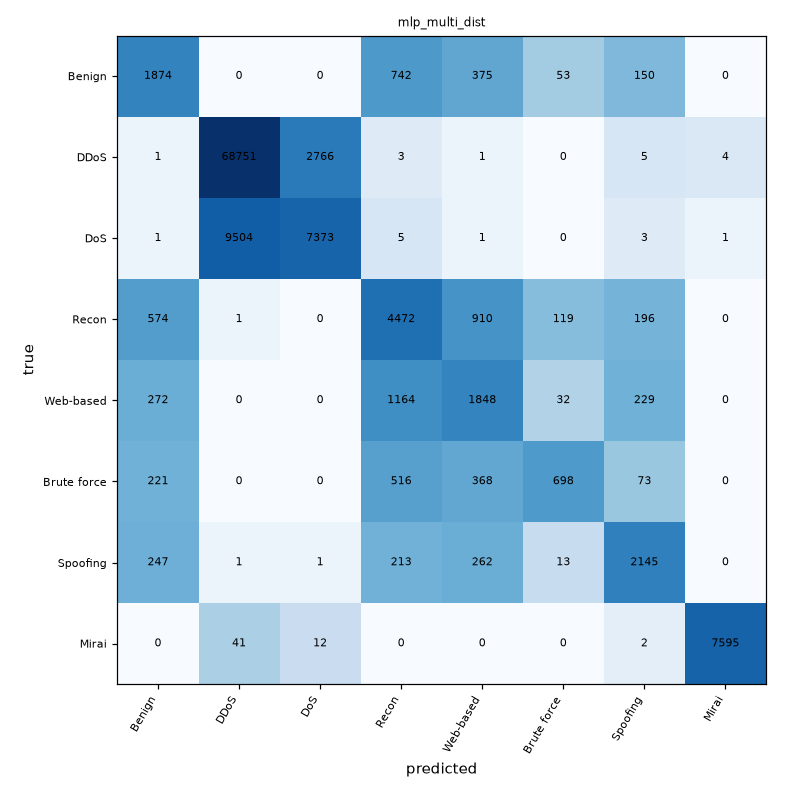 mlp_multi_dist
Benign 1874 0 0 742 375 53 150 0
DDoS 1 68751 2766 3 1 0 5 4
DoS 1 9504 7373 5 1 0 3 1
Recon 574 1 0 4472 910 119 196 0
Web-based 272 0 0 1164 1848 32 229 0
Brute force 221 0 0 516 368 698 73 0
Spoofing 247 1 1 213 262 13 2145 0
Mirai 0 41 12 0 0 0 2 7595
true
Benign DDoS DoS Recon Web-based Brute force Spoofing Mirai
predicted